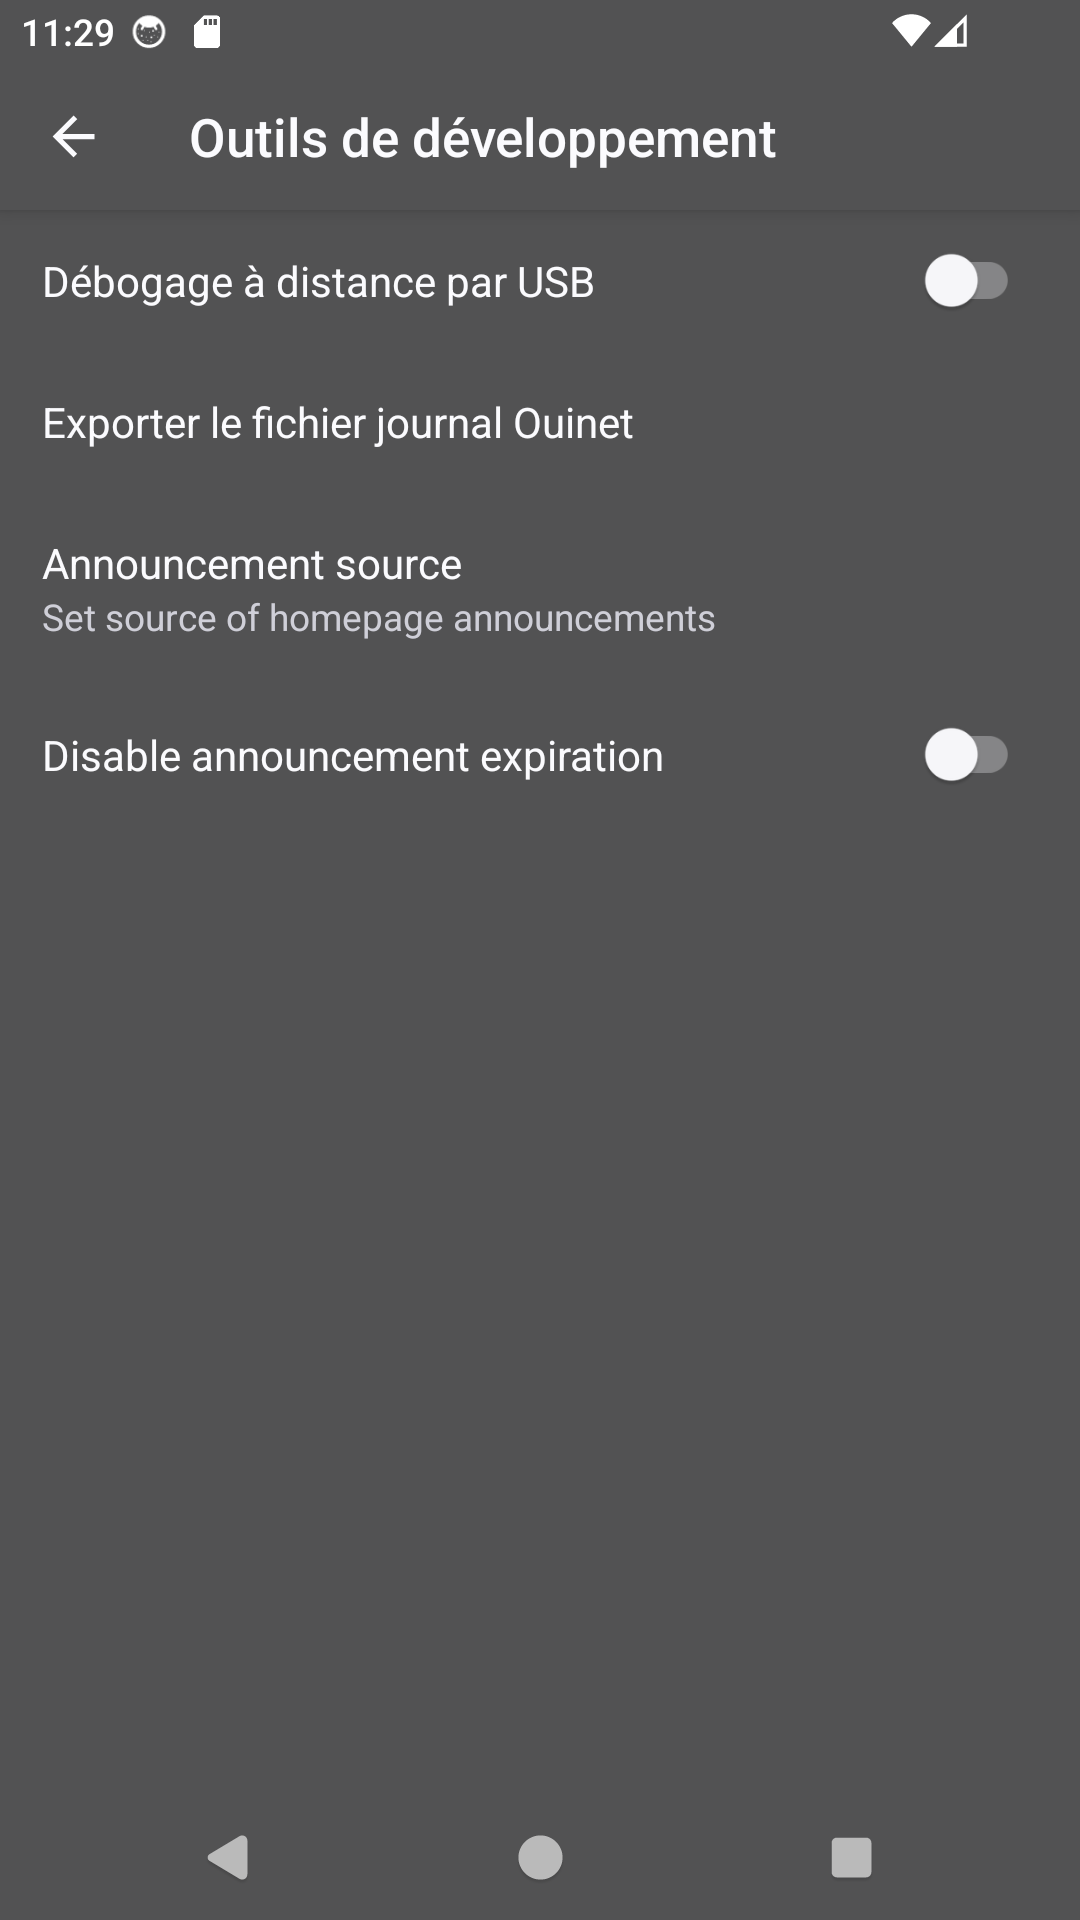 11:29
Outils de développement
Débogage à distance par USB
Exporter le fichier journal Ouinet
Announcement source
Set source of homepage announcements
Disable announcement expiration